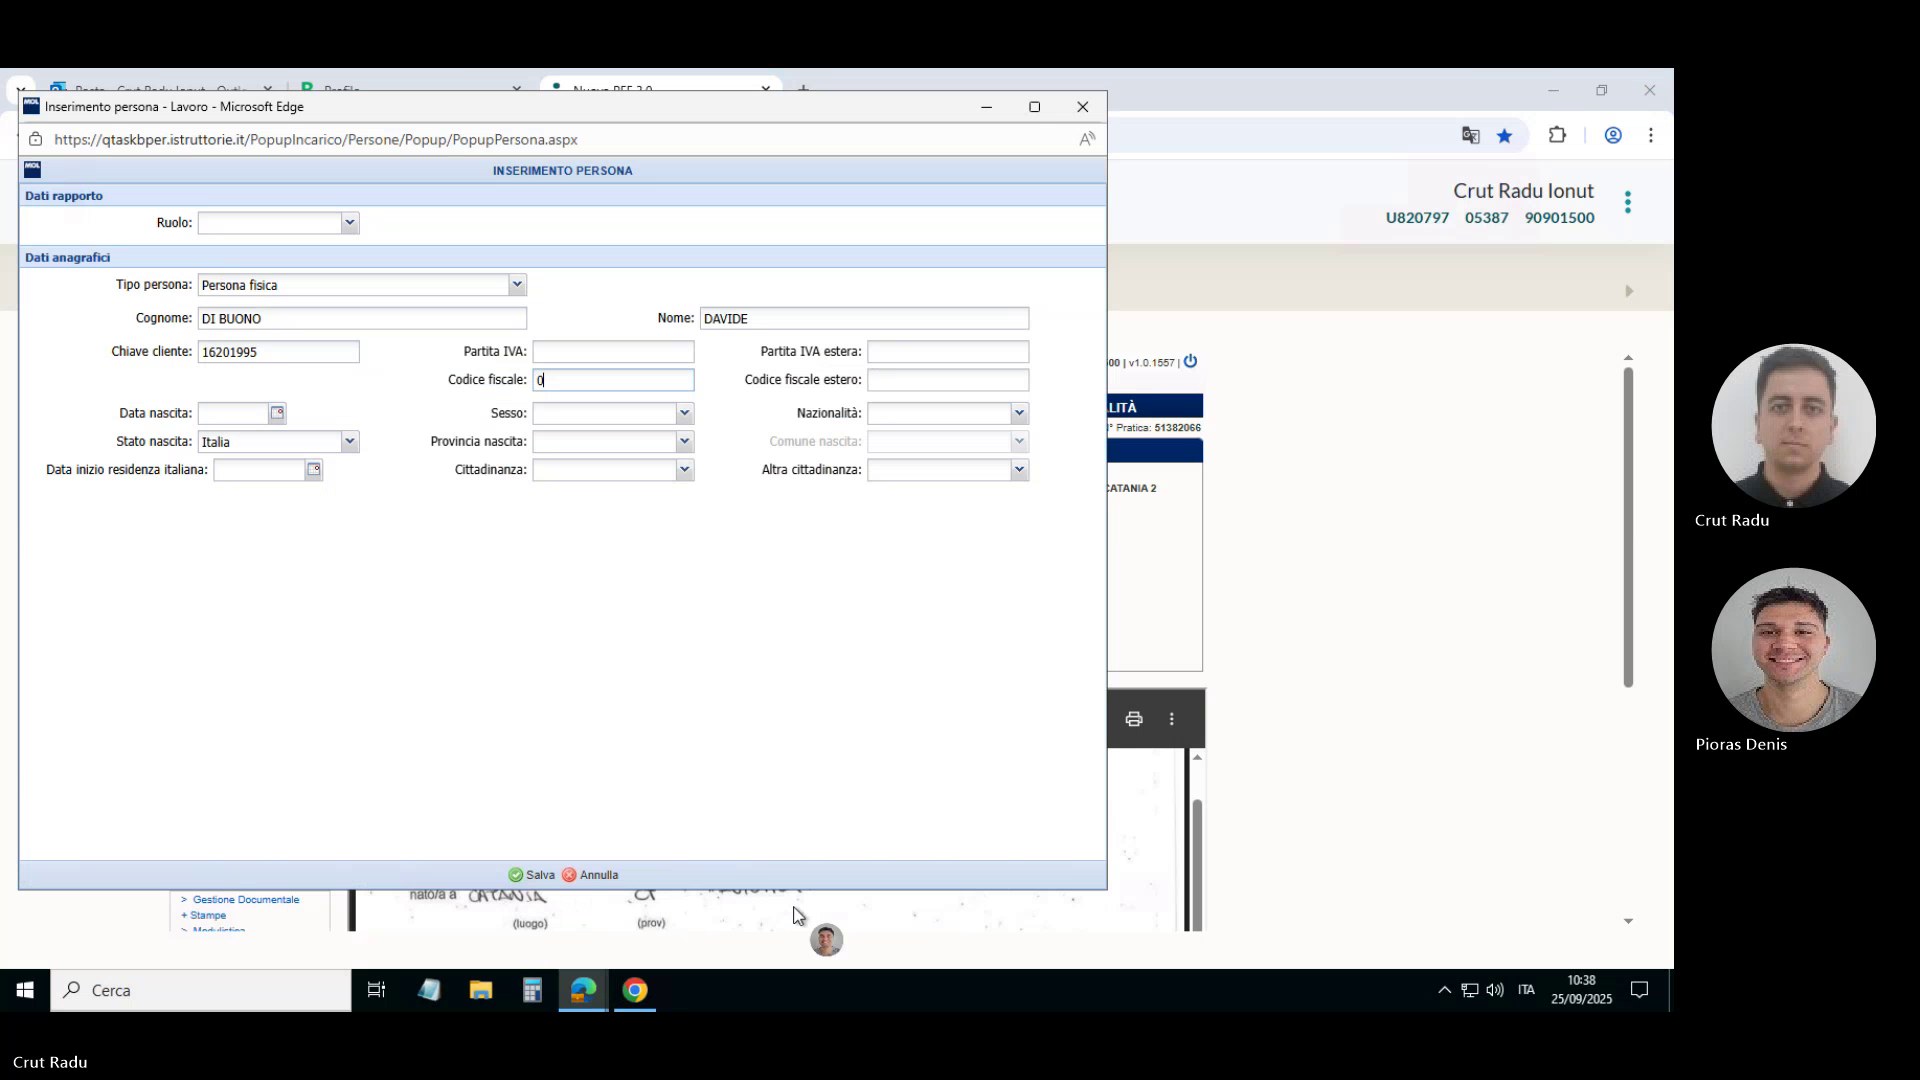 Inserimento persona - Lavoro - Microsoft Edge
https://qtaskbper.istruttorie.it/PopupIncarico/Persone/Popup/PopupPersona.aspx
MOL
INSERIMENTO PERSONA
Dati rapporto
Ruolo:
Dati anagrafici
Tipo persona: Persona fisica
Cognome: DI BUONO
Nome: DAVIDE
Chiave cliente: 16201995
Partita IVA:
Partita IVA estera:
Codice fiscale: 0
Codice fiscale estero:
Data nascita:
Sesso:
Nazionalità:
Stato nascita: Italia
Provincia nascita:
Comune nascita:
Data inizio residenza italiana:
Cittadinanza:
Altra cittadinanza:
Salva
Annulla
Crut Radu Ionut
U820797 05387 90901500
00 | v1.0.1557 |
LITÀ
N° Pratica: 51382066
CATANIA 2
> Gestione Documentale
+ Stampe
> Modulistica
nato/a a CATANIA CT
(luogo) (prov)
Cerca
ITA
10:38
25/09/2025
Crut Radu
Pioras Denis
Crut Radu